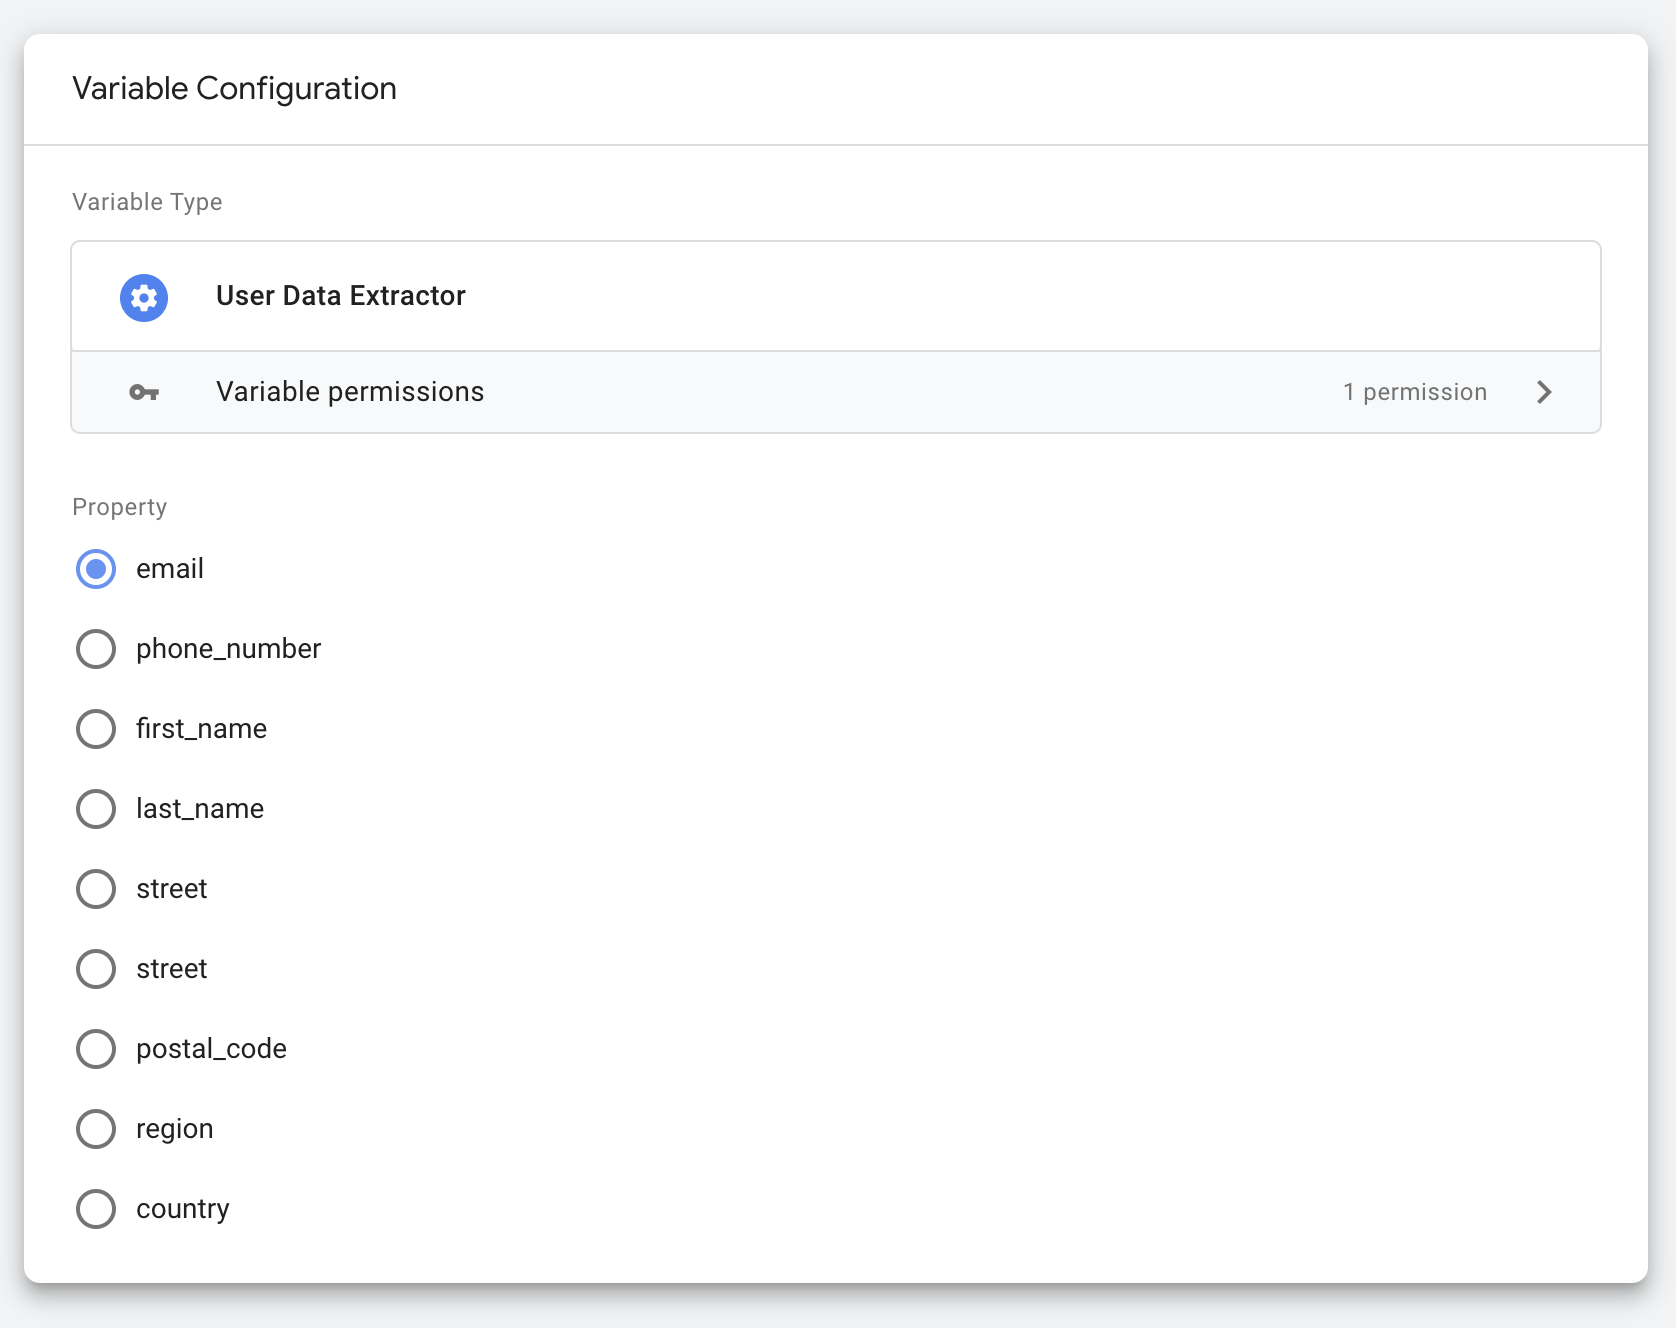 Variable Configuration
Variable Type
User Data Extractor
Variable permissions 1 permission
Property
email
phone_number
first_name
last_name
street
street
postal_code
region
country